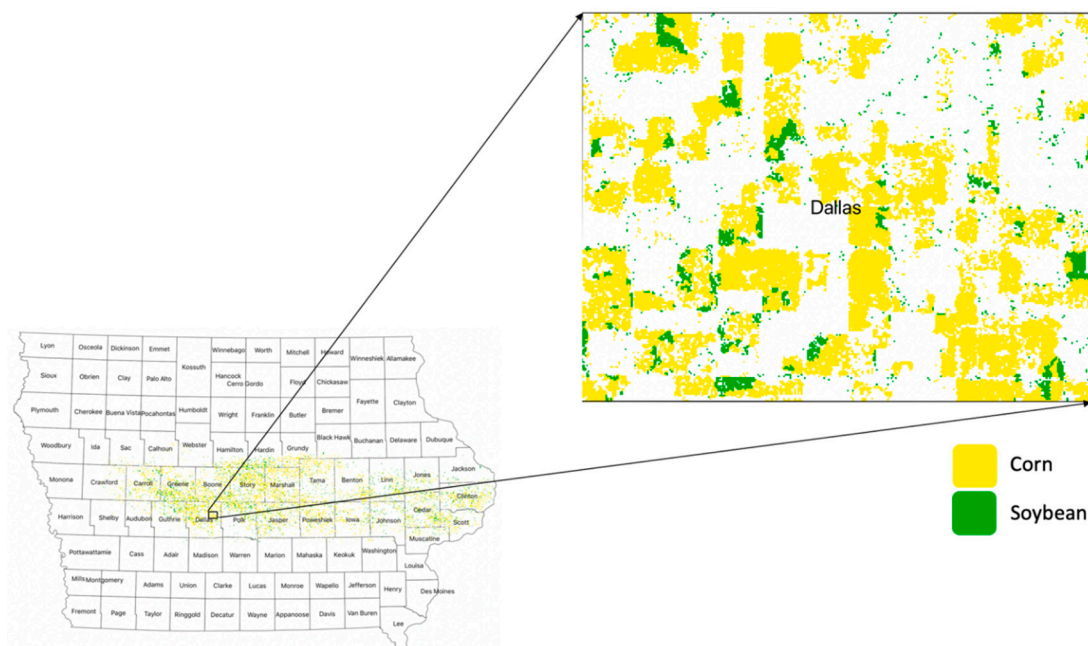 Dallas
Corn
Soybean
Lyon Osceola Dickinson Emmet Winnebago Worth Mitchell Howard Winneshiek Allamakee
Kossuth
Sioux Obrien Clay Palo Alto Hancock Cerro Gordo Floyd Chickasaw
Fayette Clayton
Plymouth Cherokee Buena Vista Pocahontas Humboldt Wright Franklin Butler Bremer
Woodbury Ida Sac Calhoun Webster Hamilton Hardin Grundy Black Hawk Buchanan Delaware Dubuque
Monona Crawford Carroll Greene Boone Story Marshall Tama Benton Linn Jones Jackson
Clinton
Cedar
Harrison Shelby Audubon Guthrie Dallas Polk Jasper Poweshiek Iowa Johnson Scott
Muscatine
Pottawattamie Cass Adair Madison Warren Marion Mahaska Keokuk Washington
Louisa
Mills Montgomery Adams Union Clarke Lucas Monroe Wapello Jefferson Henry Des Moines
Fremont Page Taylor Ringgold Decatur Wayne Appanoose Davis Van Buren
Lee